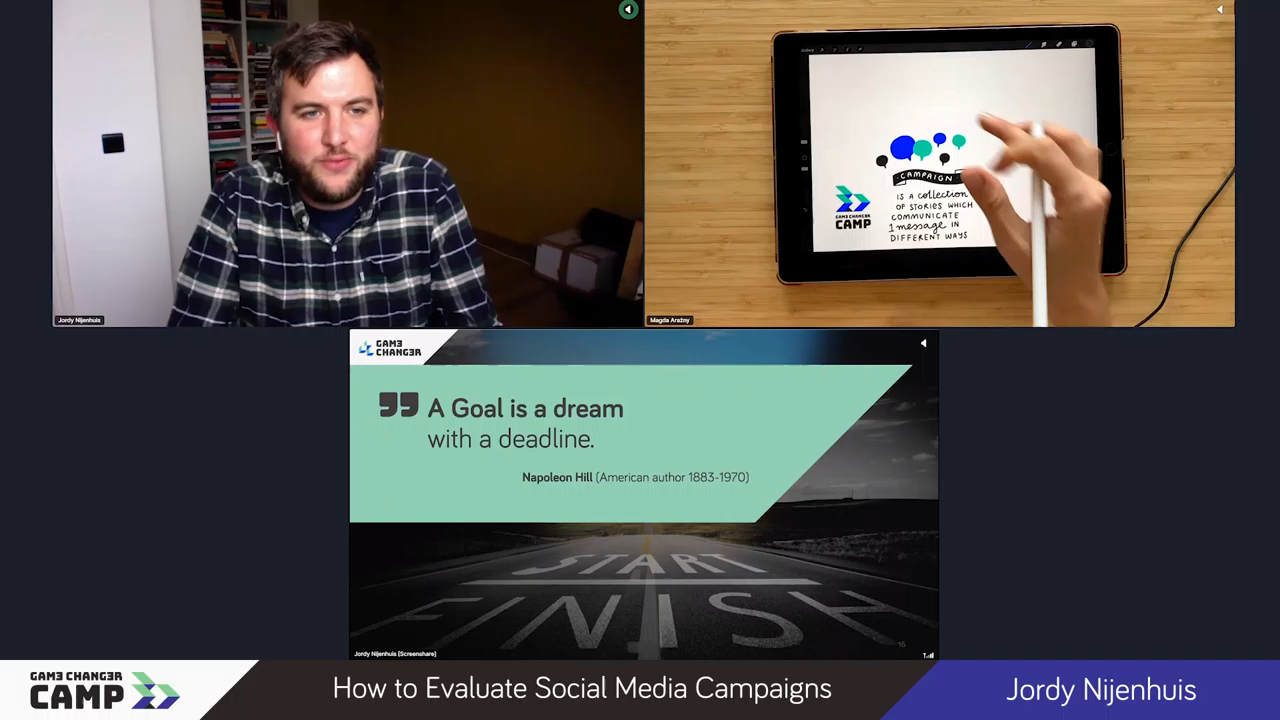 Jordy Nijenhuis
Gallery
CAMPAIGN
IS A collection
OF STORIES WHICH
COMMUNICATE
1 message IN
DIFFERENT WAYS
GAM3 CHANG3R
CAMP
Magda Arażny
GAM3
CHANG3R
A Goal is a dream
with a deadline.
Napoleon Hill (American author 1883-1970)
START
FINISH
16
Jordy Nijenhuis [Screenshare]
GAM3 CHANG3R
CAMP
How to Evaluate Social Media Campaigns
Jordy Nijenhuis